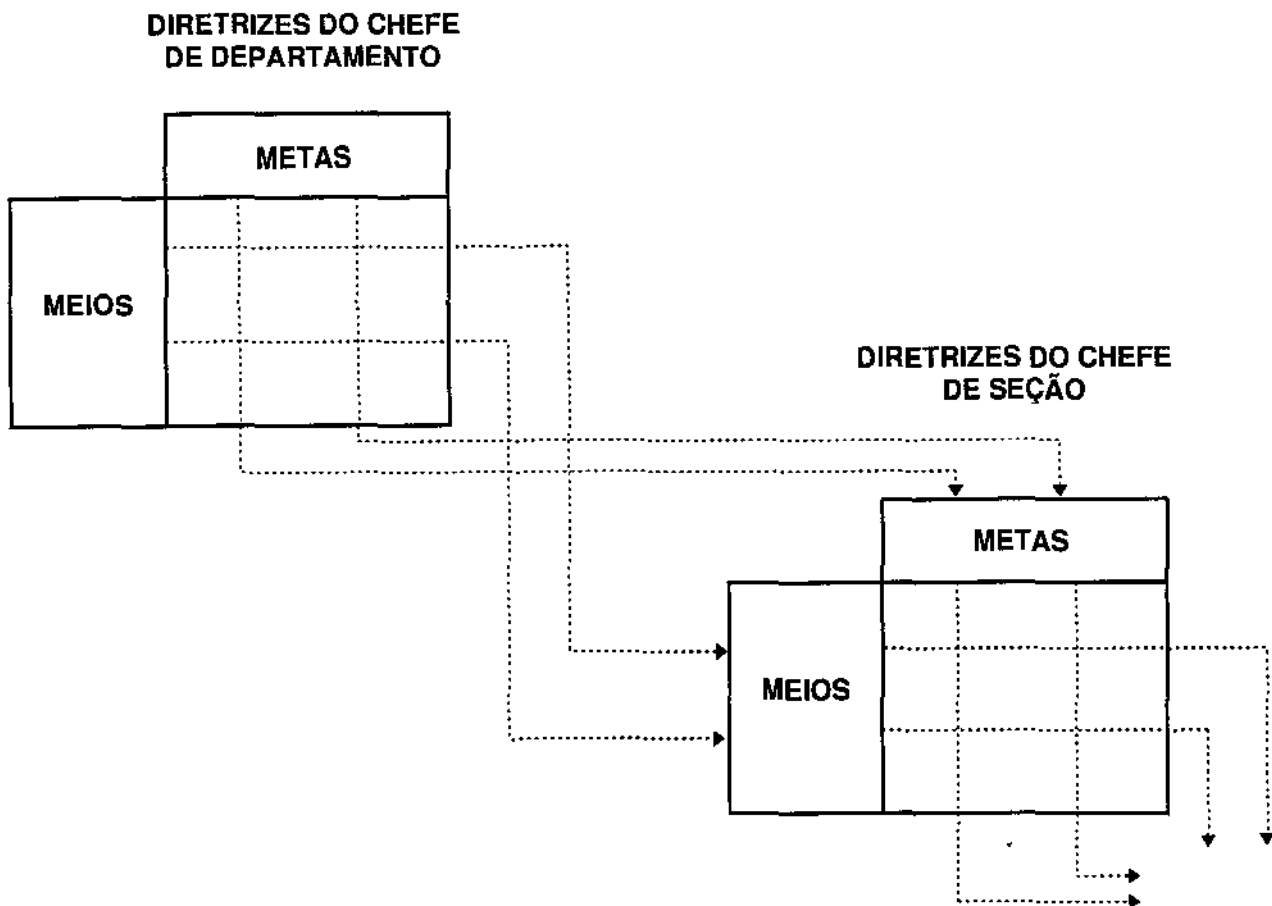 DIRETRIZES DO CHEFE
DE DEPARTAMENTO
METAS
MEIOS
DIRETRIZES DO CHEFE
DE SEÇÃO
METAS
MEIOS